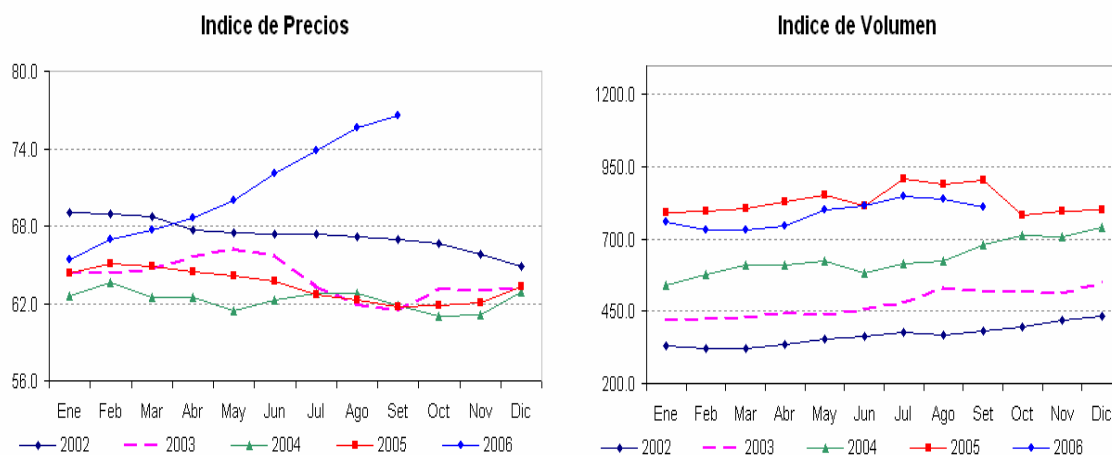 Indice de Precios
80.0
74.0
68.0
62.0
56.0
Ene Feb Mar Abr May Jun Jul Ago Set Oct Nov Dic
2002 2003 2004 2005 2006
Indice de Volumen
1200.0
950.0
700.0
450.0
200.0
Ene Feb Mar Abr May Jun Jul Ago Set Oct Nov Dic
2002 2003 2004 2005 2006